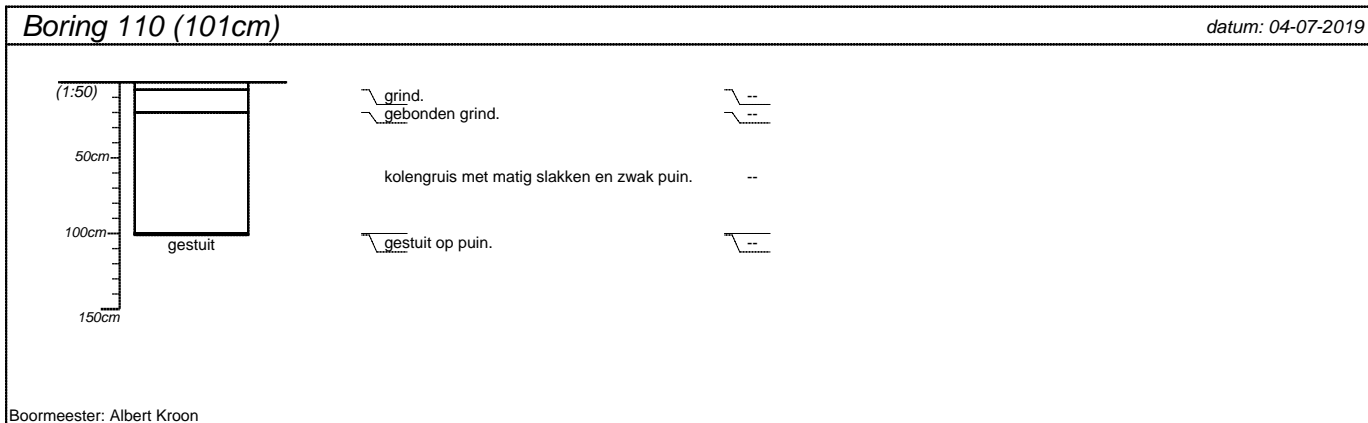 Boring 110 (101cm)
datum: 04-07-2019
(1:50)
grind. --
gebonden grind. --
50cm
kolengruis met matig slakken en zwak puin. --
100cm
gestuit
gestuit op puin. --
150cm
Boormeester: Albert Kroon